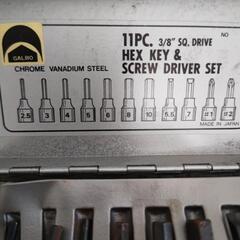 GALBO
11PC. 3/8" SQ. DRIVE
NO
HEX KEY &
CHROME VANADIUM STEEL
SCREW DRIVER SET
2.5 3 4 5 6 8 10 5.5 7 #1 #2
MADE IN JAPAN